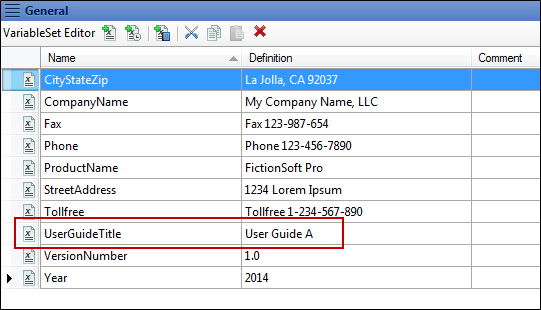 General
VariableSet Editor
Name Definition Comment
CityStateZip La Jolla, CA 92037
CompanyName My Company Name, LLC
Fax Fax 123-987-654
Phone Phone 123-456-7890
ProductName FictionSoft Pro
StreetAddress 1234 Lorem Ipsum
Tollfree Tollfree 1-234-567-890
UserGuideTitle User Guide A
VersionNumber 1.0
Year 2014